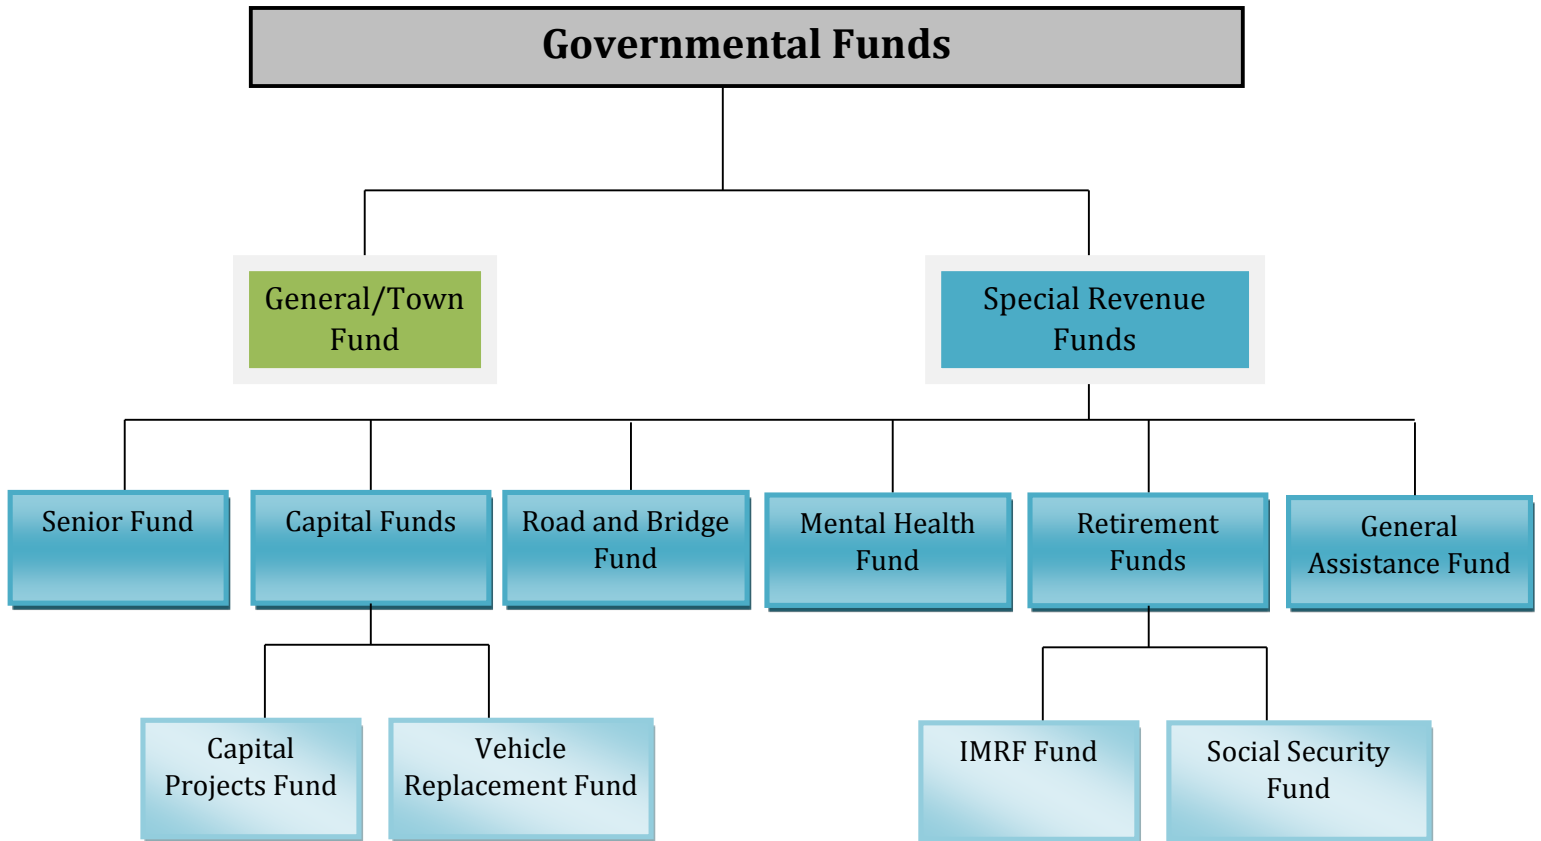 Governmental Funds
General/Town
Fund
Special Revenue
Funds
Senior Fund
Capital Funds
Road and Bridge
Fund
Mental Health
Fund
Retirement
Funds
General
Assistance Fund
Capital
Projects Fund
Vehicle
Replacement Fund
IMRF Fund
Social Security
Fund